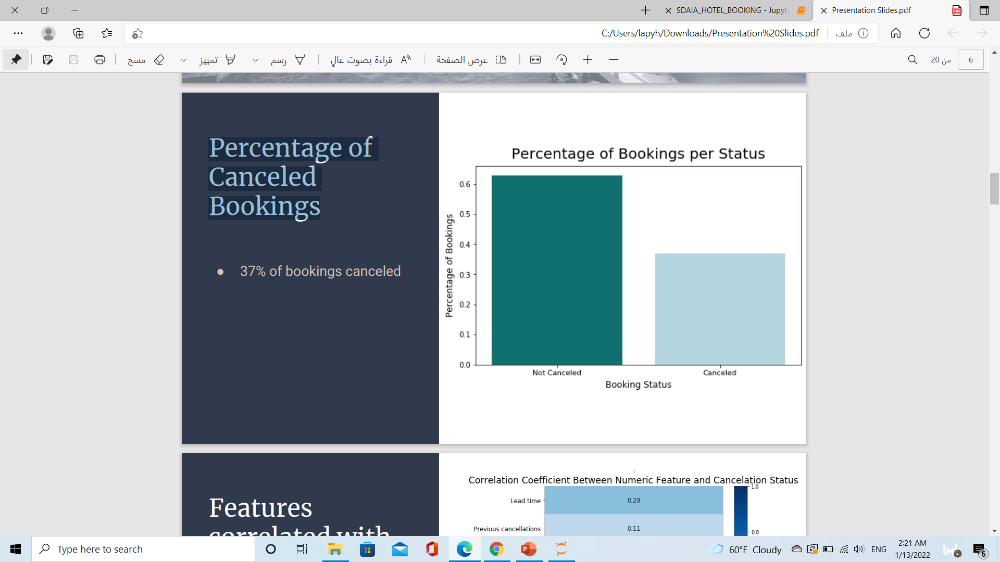 SDAIA_HOTEL_BOOKING - Jupyt
Presentation Slides.pdf
C:/Users/lapyh/Downloads/Presentation%20Slides.pdf
ملف
مسح
تمييز
رسم
قراءة بصوت عالٍ
عرض الصفحة
من 20
6
Percentage of
Canceled
Bookings
37% of bookings canceled
Percentage of Bookings per Status
Percentage of Bookings
0.6
0.5
0.4
0.3
0.2
0.1
0.0
Not Canceled
Canceled
Booking Status
Features
correlated with
Correlation Coefficient Between Numeric Feature and Cancelation Status
Lead time
0.29
1.0
Previous cancellations
0.11
0.8
Type here to search
60°F Cloudy
ENG
2:21 AM
1/13/2022
2
6